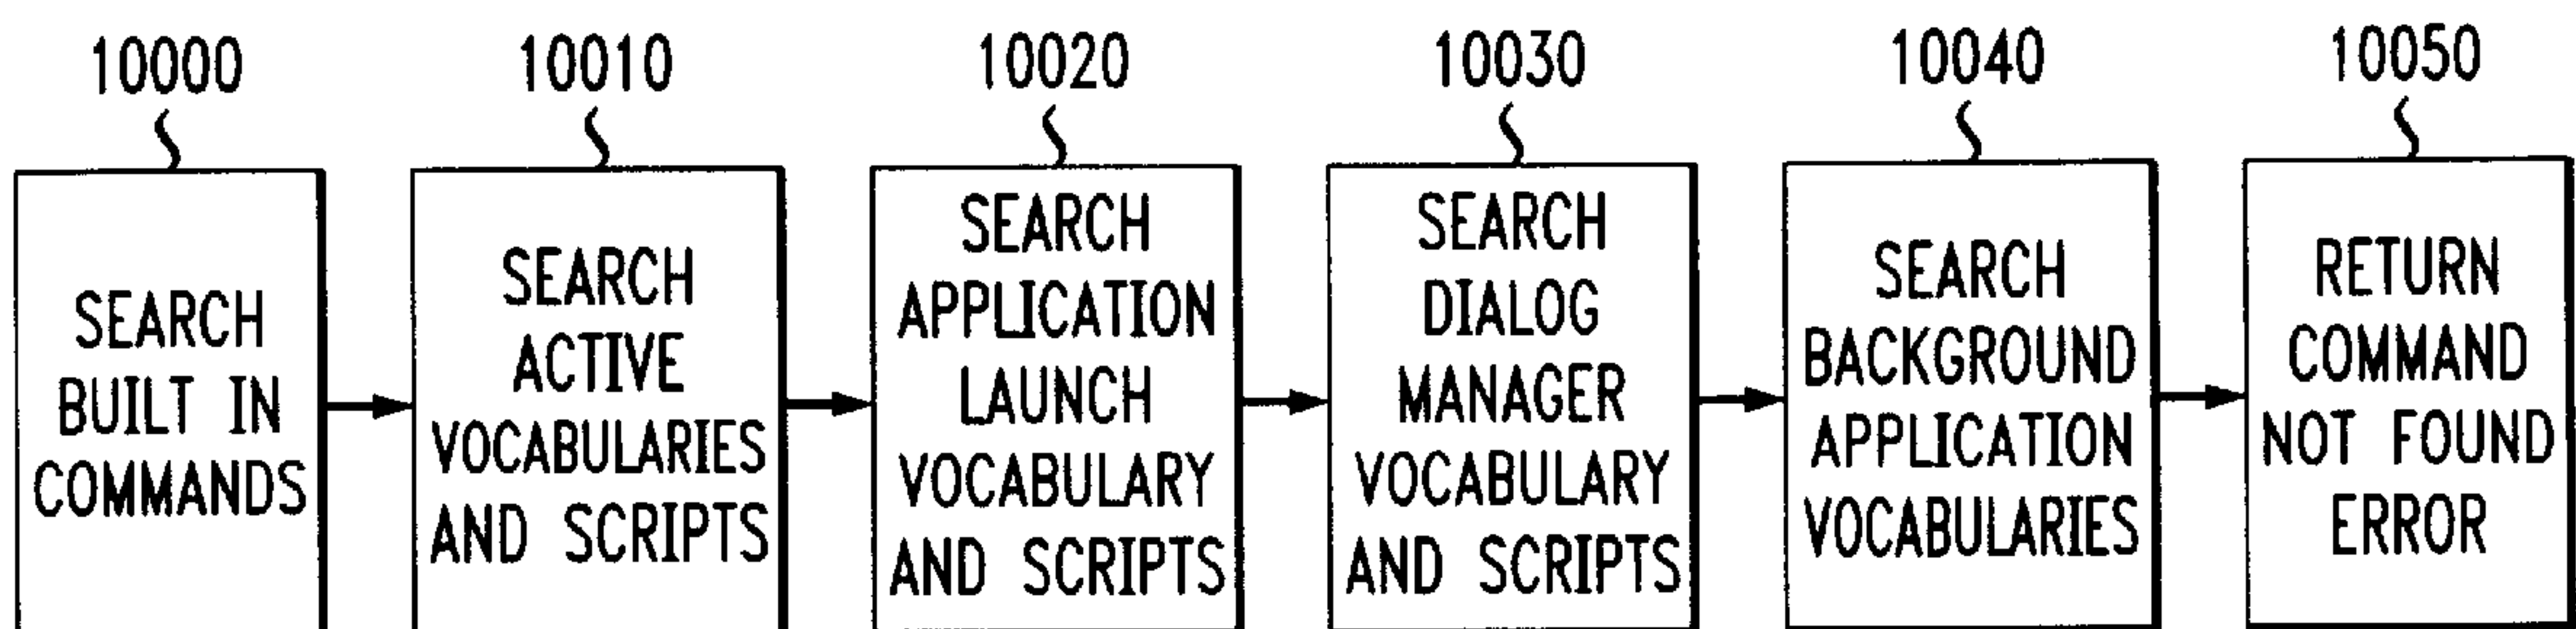 10000
10010
10020
10030
10040
10050
SEARCH
BUILT IN
COMMANDS
SEARCH
ACTIVE
VOCABULARIES
AND SCRIPTS
SEARCH
APPLICATION
LAUNCH
VOCABULARY
AND SCRIPTS
SEARCH
DIALOG
MANAGER
VOCABULARY
AND SCRIPTS
SEARCH
BACKGROUND
APPLICATION
VOCABULARIES
RETURN
COMMAND
NOT FOUND
ERROR